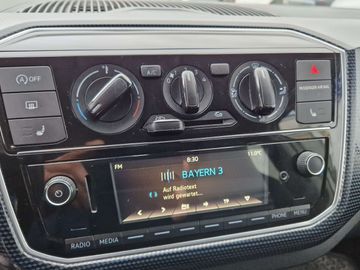 OFF
A/C
PASSENGER AIR BAG
FM
8:30
11.0°C
BAYERN 3
Auf Radiotext
wird gewartet...
RADIO
MEDIA
PHONE
MENU